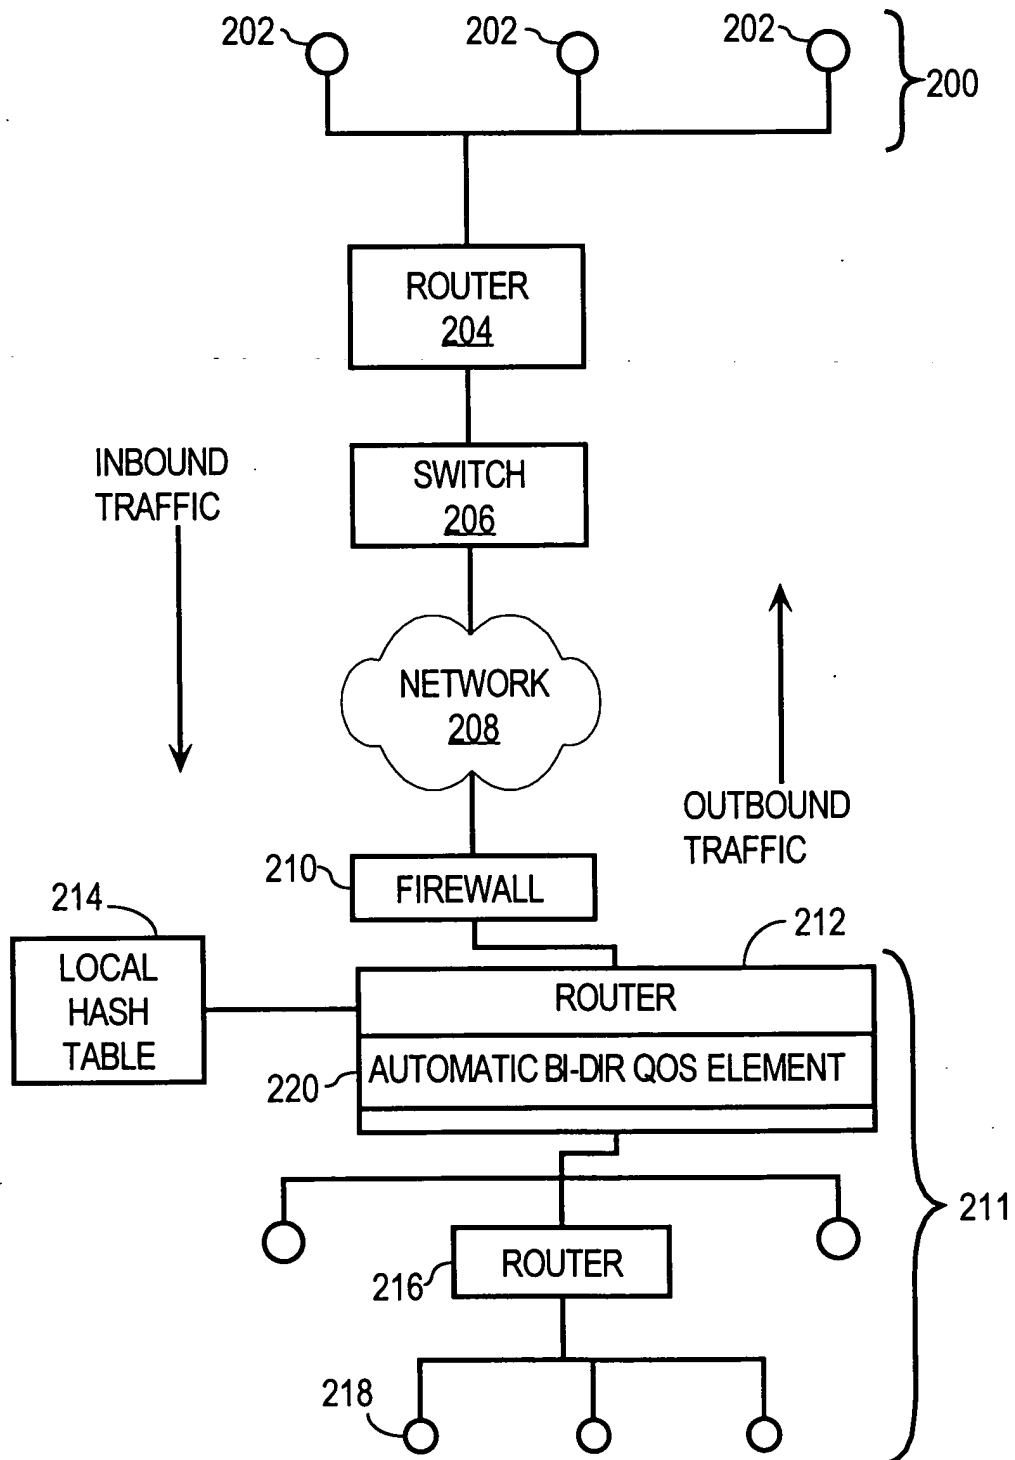 202 202 202
200
ROUTER
204
INBOUND
TRAFFIC
SWITCH
206
NETWORK
208
OUTBOUND
TRAFFIC
210
FIREWALL
214
212
LOCAL
HASH
TABLE
ROUTER
220
AUTOMATIC BI-DIR QOS ELEMENT
211
216
ROUTER
218